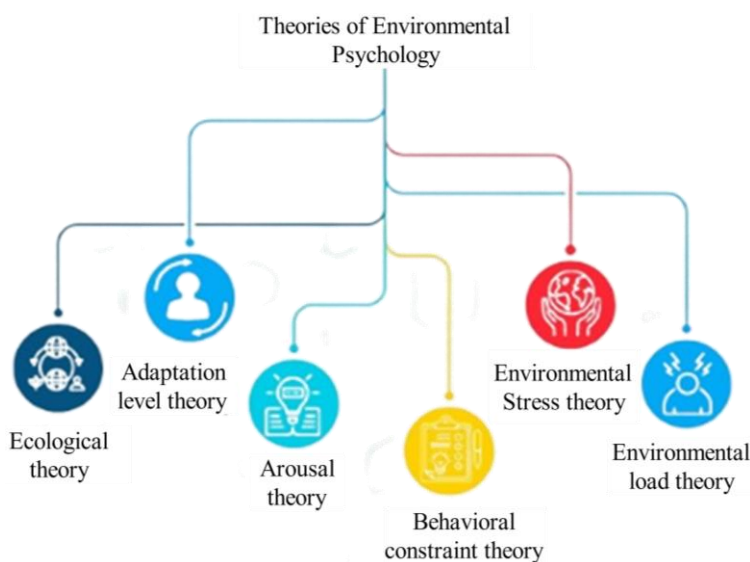 Theories of Environmental
Psychology
Ecological
theory
Adaptation
level theory
Arousal
theory
Behavioral
constraint theory
Environmental
Stress theory
Environmental
load theory